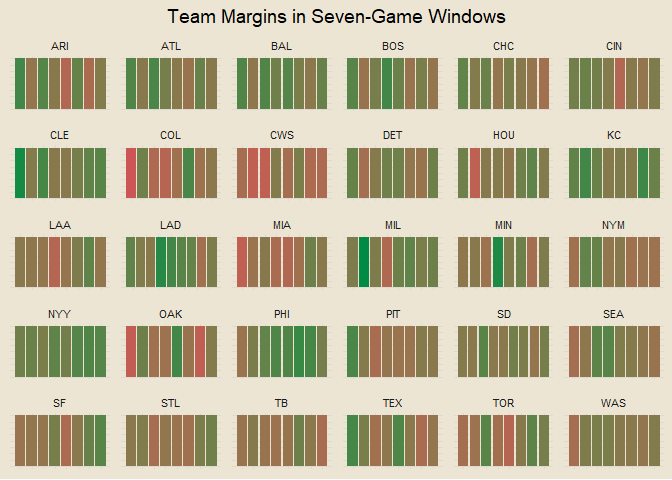 Team Margins in Seven-Game Windows
ARI ATL BAL BOS CHC CIN
CLE COL CWS DET HOU KC
LAA LAD MIA MIL MIN NYM
NYY OAK PHI PIT SD SEA
SF STL TB TEX TOR WAS